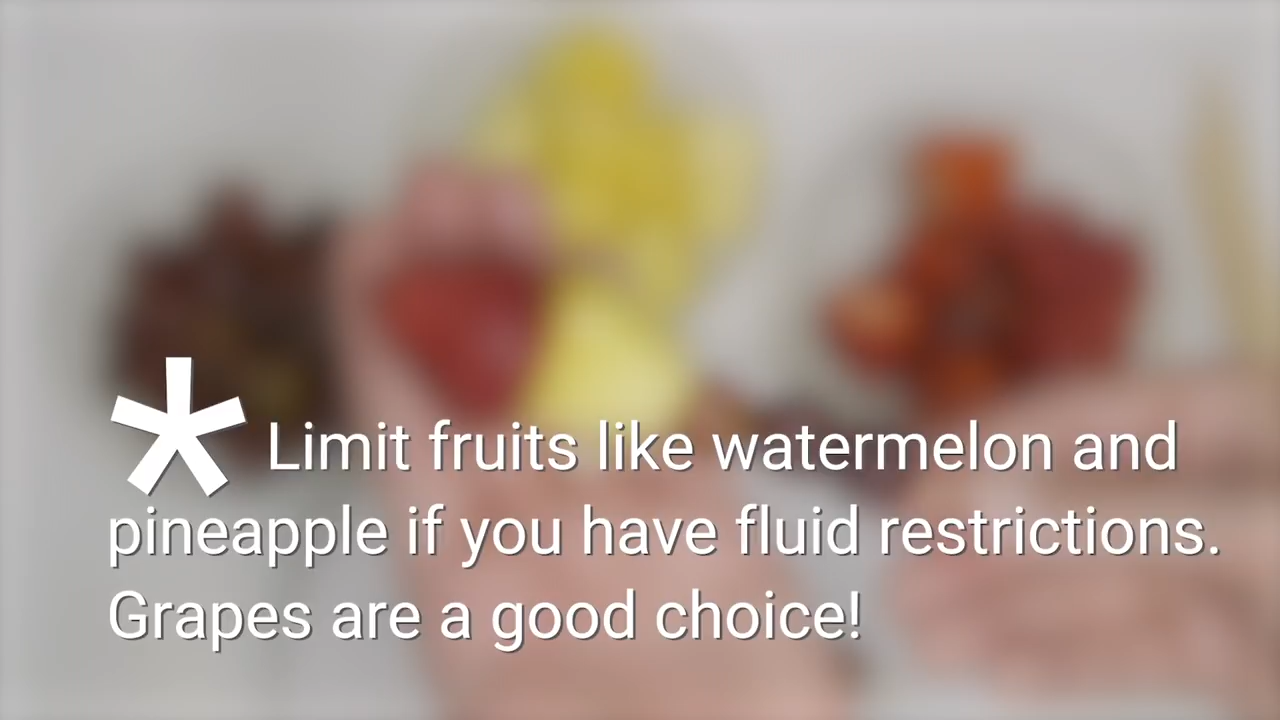 * Limit fruits like watermelon and
pineapple if you have fluid restrictions.
Grapes are a good choice!